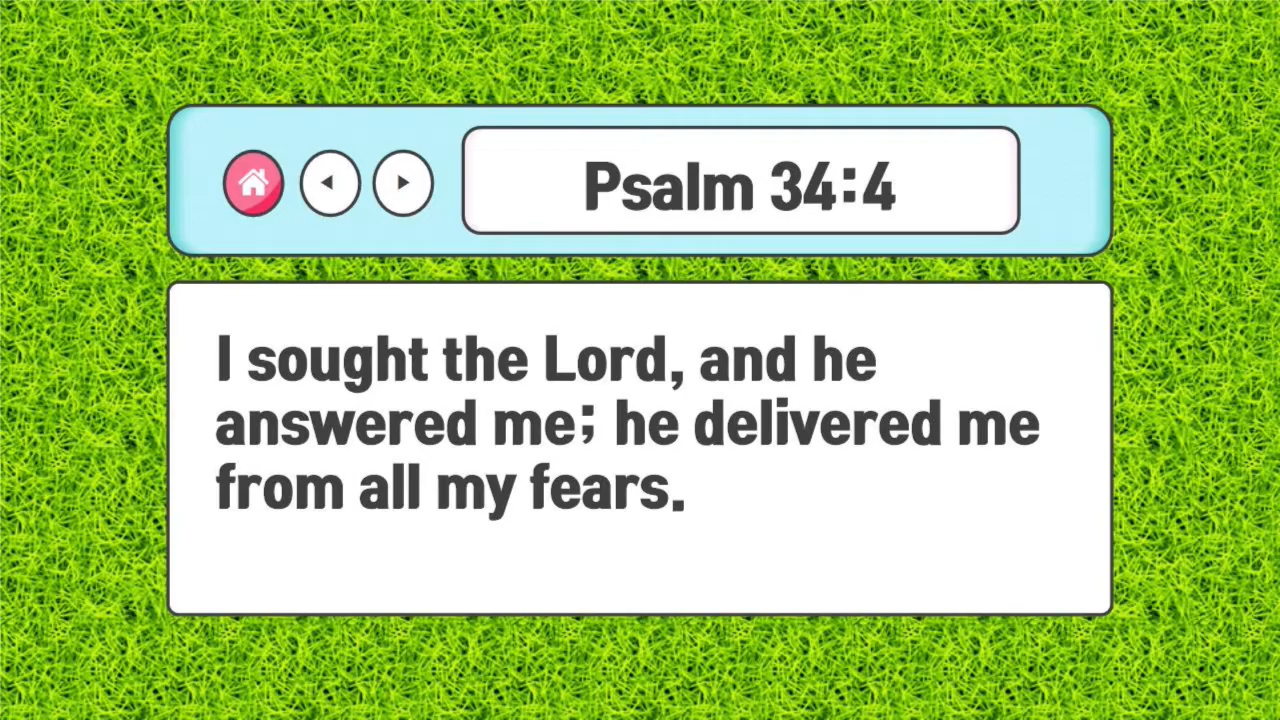 Psalm 34:4
I sought the Lord, and he
answered me; he delivered me
from all my fears.